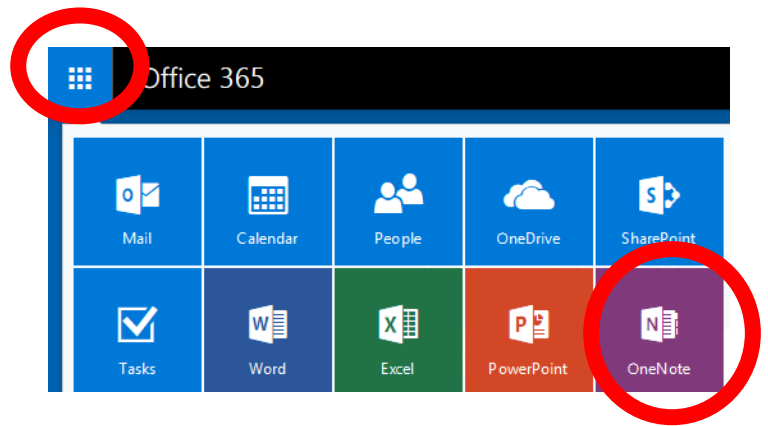 Office 365
Mail Calendar People OneDrive SharePoint
Tasks Word Excel PowerPoint OneNote